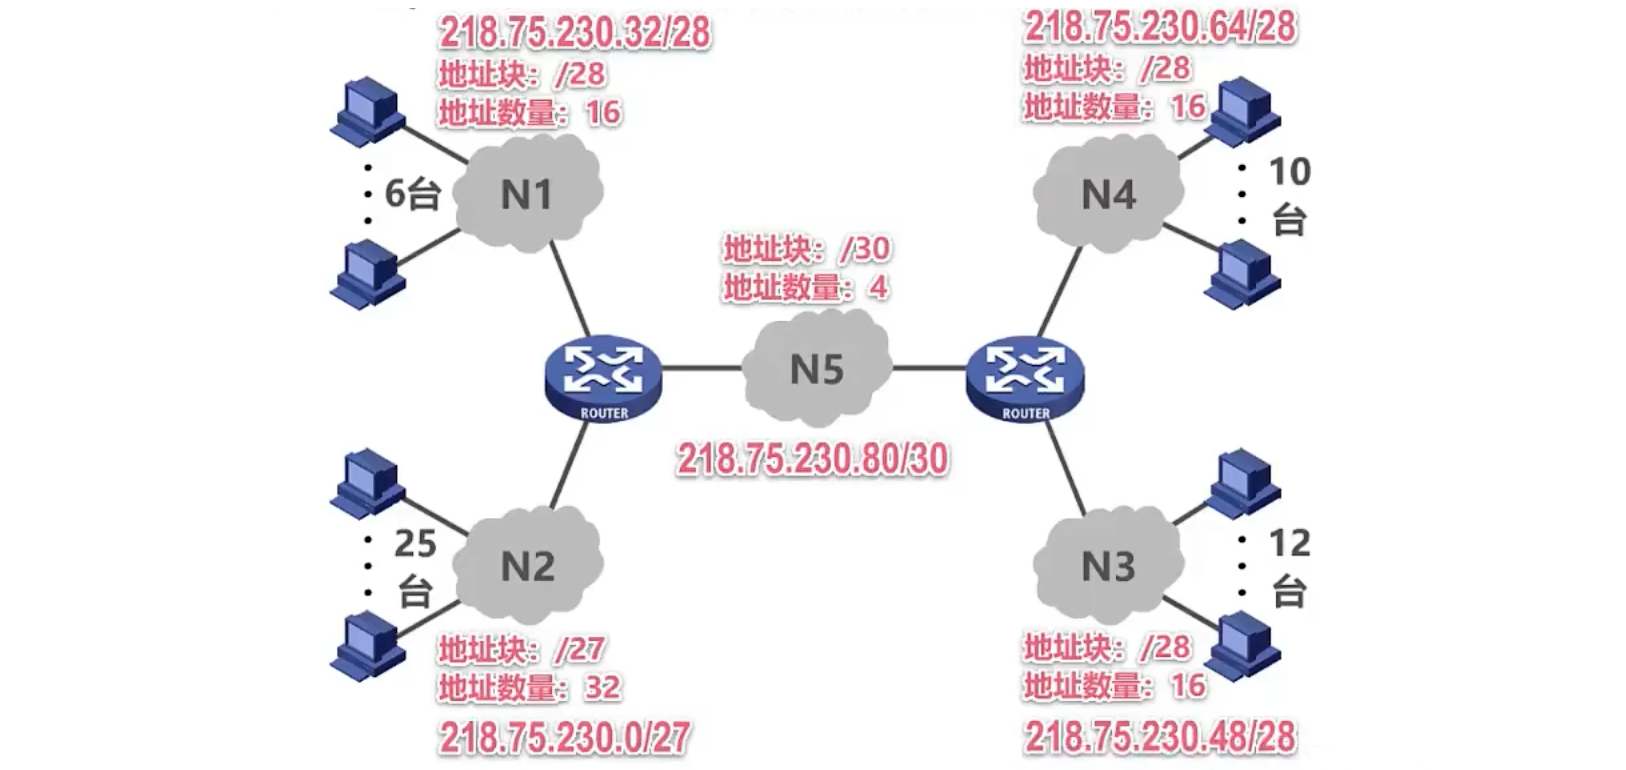 218.75.230.32/28
地址块：/28
地址数量：16
6台
N1
218.75.230.64/28
地址块：/28
地址数量：16
10
台
N4
地址块：/30
地址数量：4
N5
ROUTER
ROUTER
218.75.230.80/30
25
台
N2
地址块：/27
地址数量：32
218.75.230.0/27
12
台
N3
地址块：/28
地址数量：16
218.75.230.48/28